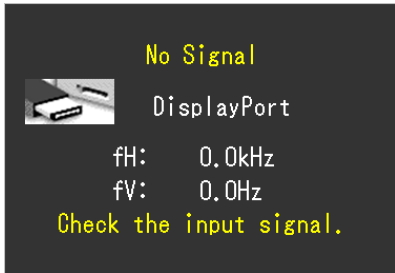 No Signal
DisplayPort
fH: 0.0kHz
fV: 0.0Hz
Check the input signal.